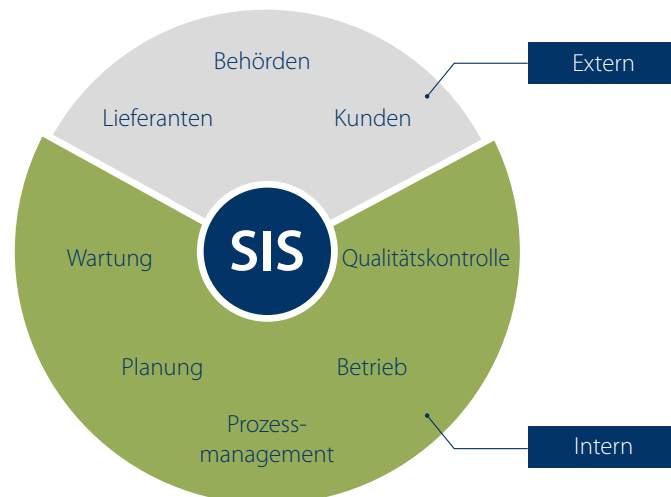 Behörden
Extern
Lieferanten
Kunden
SIS
Wartung
Qualitätskontrolle
Planung
Betrieb
Prozess-
management
Intern